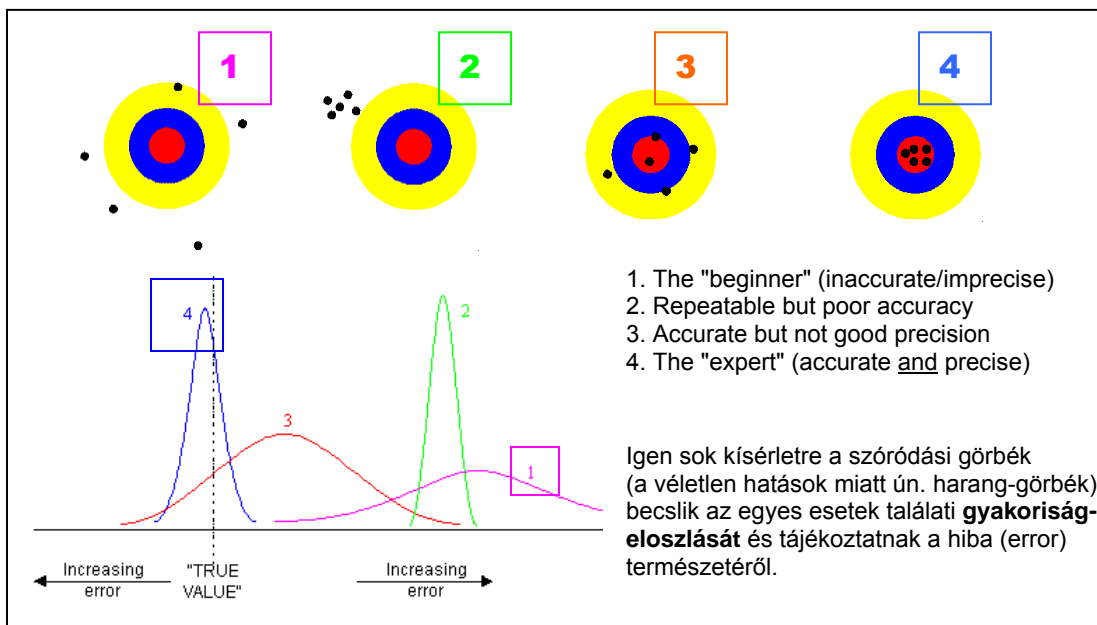 1
2
3
4
1. The "beginner" (inaccurate/imprecise)
2. Repeatable but poor accuracy
3. Accurate but not good precision
4. The "expert" (accurate and precise)
4
2
3
1
Igen sok kísérletre a szóródási görbék
(a véletlen hatások miatt ún. harang-görbék)
becslik az egyes esetek találati gyakoriság-
eloszlását és tájékoztatnak a hiba (error)
természetéről.
Increasing
error
"TRUE
VALUE"
Increasing
error